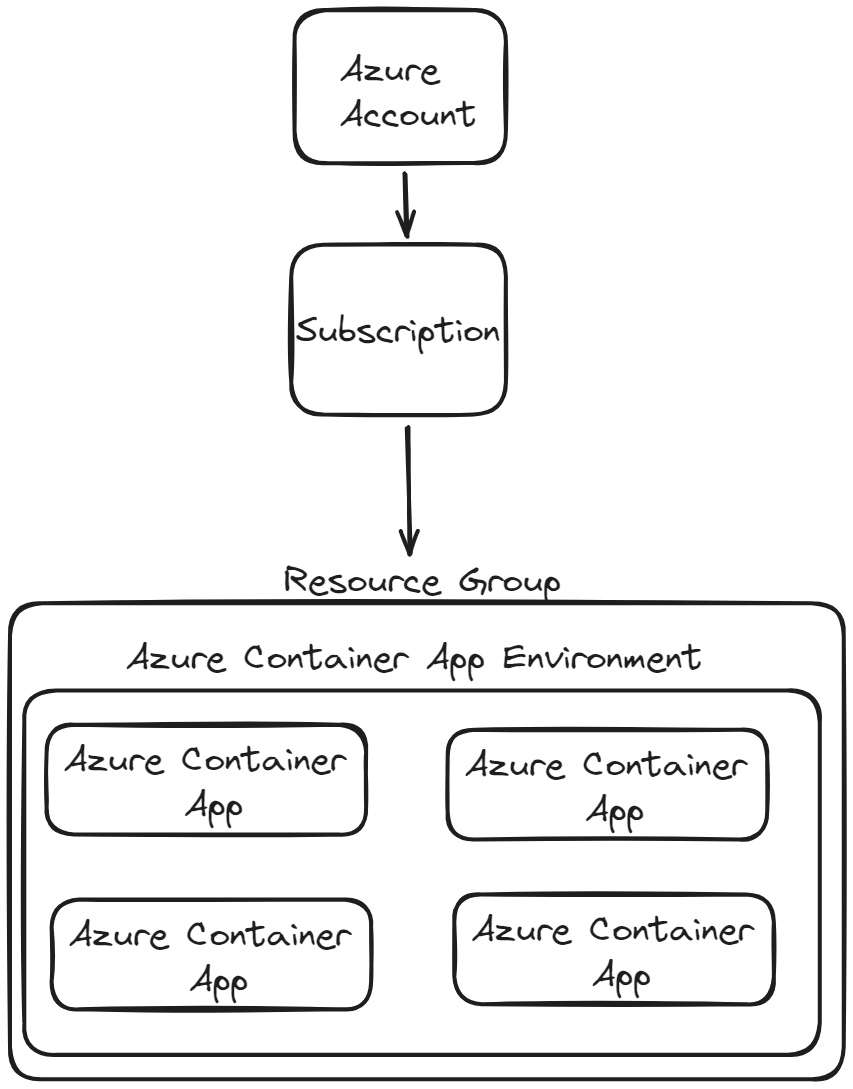 Azure
Account
Subscription
Resource Group
Azure Container App Environment
Azure Container
App
Azure Container
App
Azure Container
App
Azure Container
App